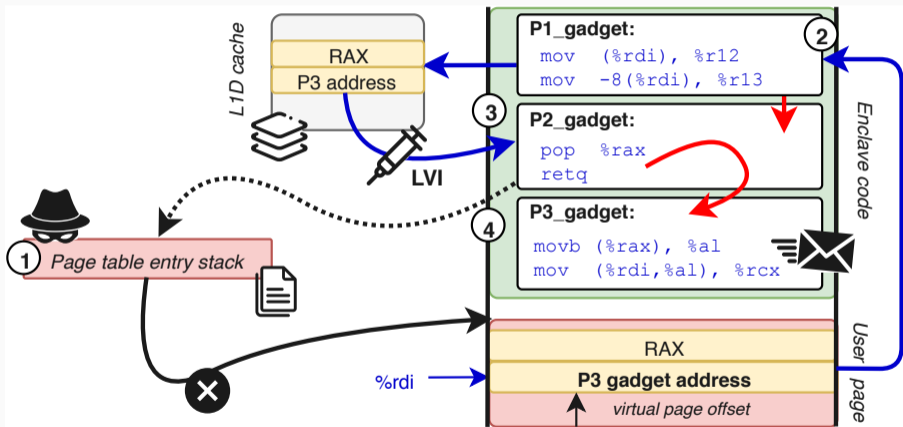 L1D cache
RAX
P3 address
LVI
P1_gadget:
mov (%rdi), %r12
mov -8(%rdi), %r13
2
3
P2_gadget:
pop %rax
retq
4
P3_gadget:
movb (%rax), %al
mov (%rdi,%al), %rcx
Enclave code
1
Page table entry stack
%rdi
RAX
P3 gadget address
virtual page offset
User page